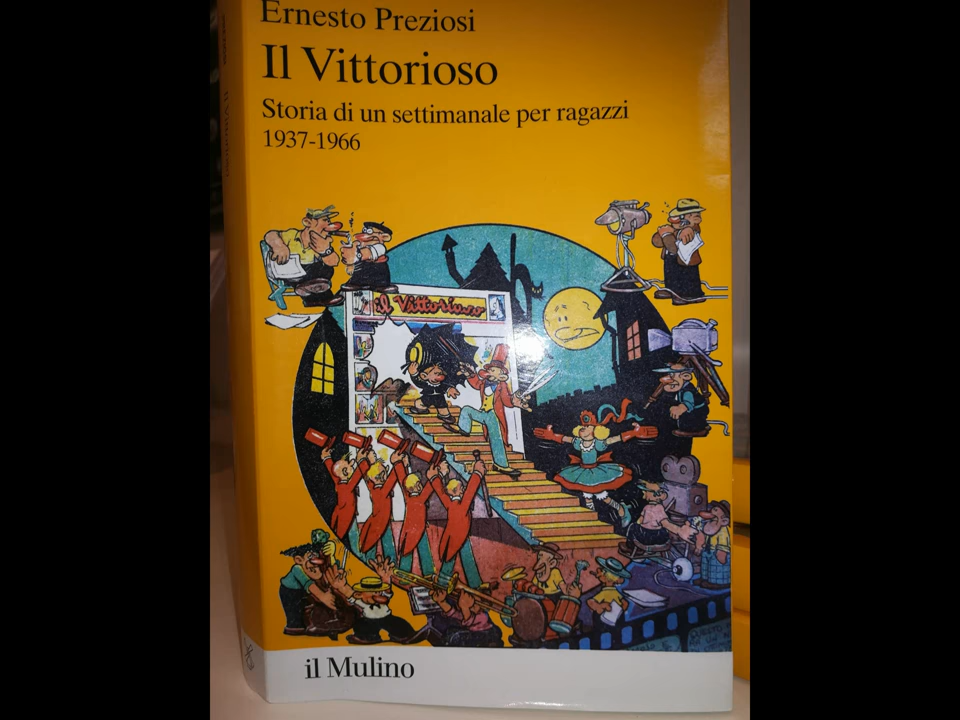 Ernesto Preziosi
Il Vittorioso
Storia di un settimanale per ragazzi
1937-1966
il Vittorioso
il Mulino